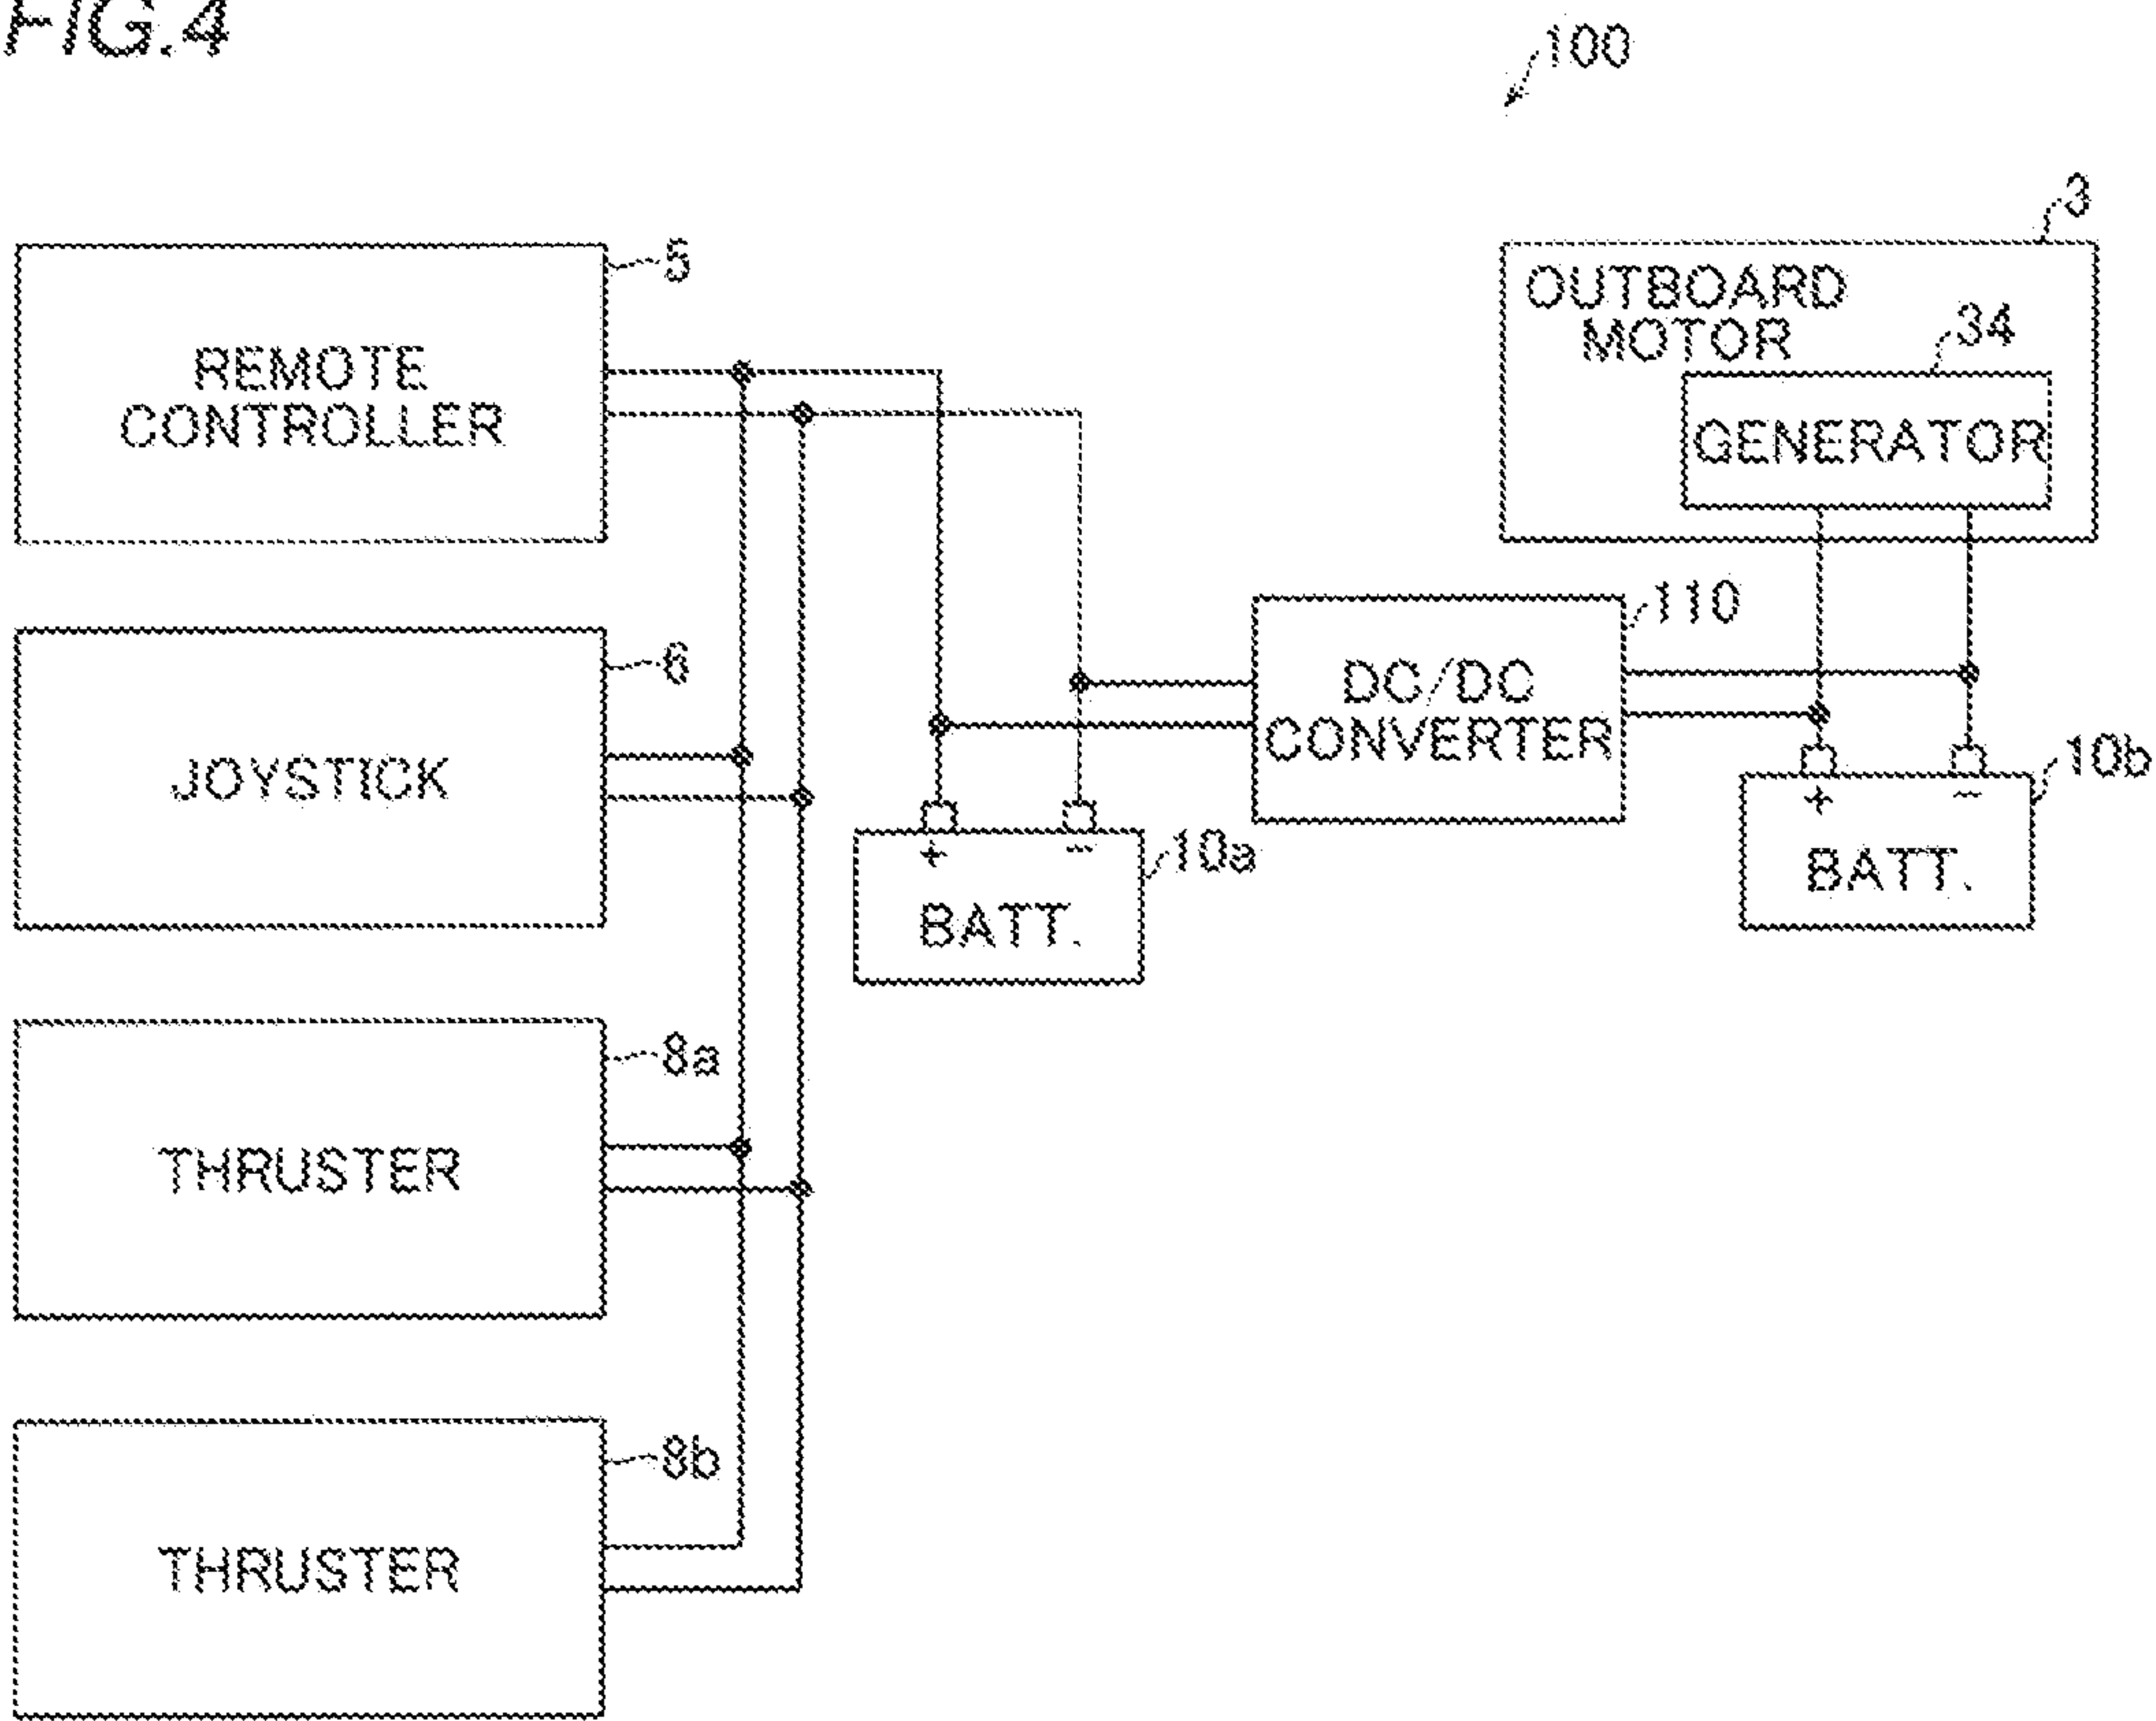 FIG.4
100
3
OUTBOARD
MOTOR
34
GENERATOR
5
REMOTE
CONTROLLER
110
DC/DC
CONVERTER
6
JOYSTICK
+ -
10a
BATT.
+ -
10b
BATT.
8a
THRUSTER
8b
THRUSTER